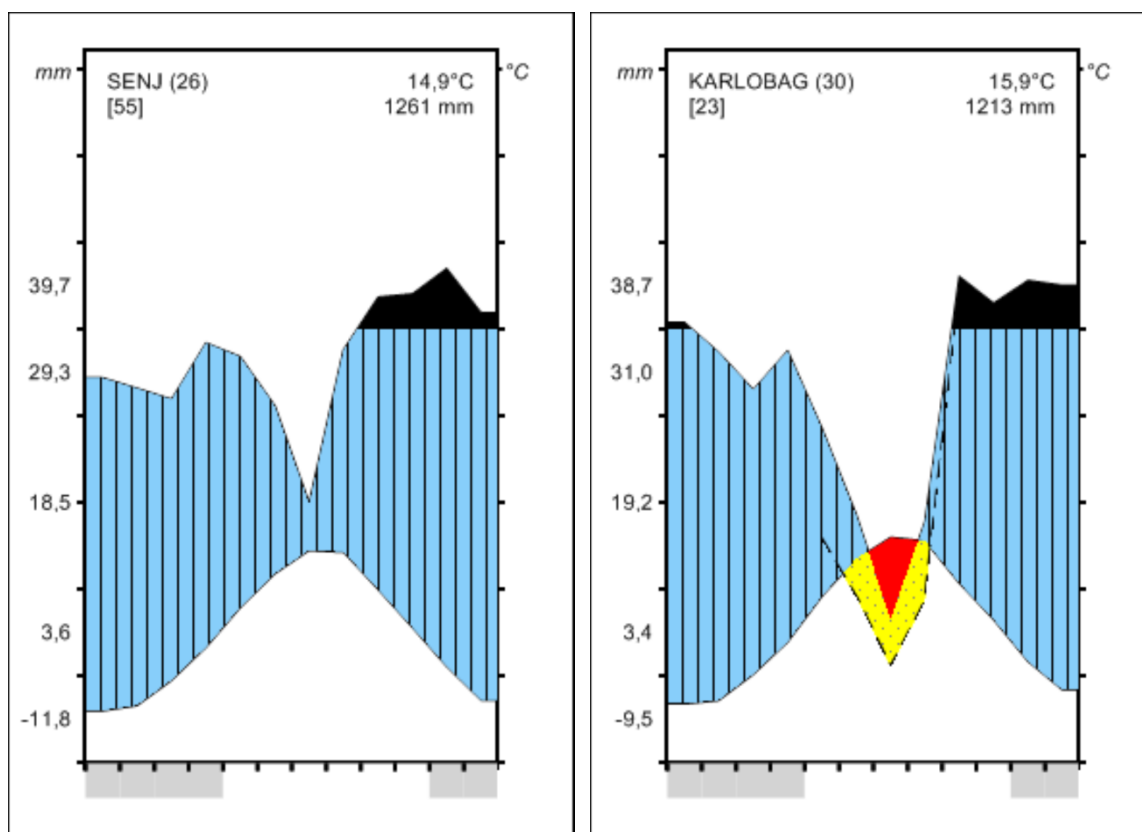 mm
°C
SENJ (26)
14,9°C
[55]
1261 mm
39,7
29,3
18,5
3,6
-11,8
mm
°C
KARLOBAG (30)
15,9°C
[23]
1213 mm
38,7
31,0
19,2
3,4
-9,5